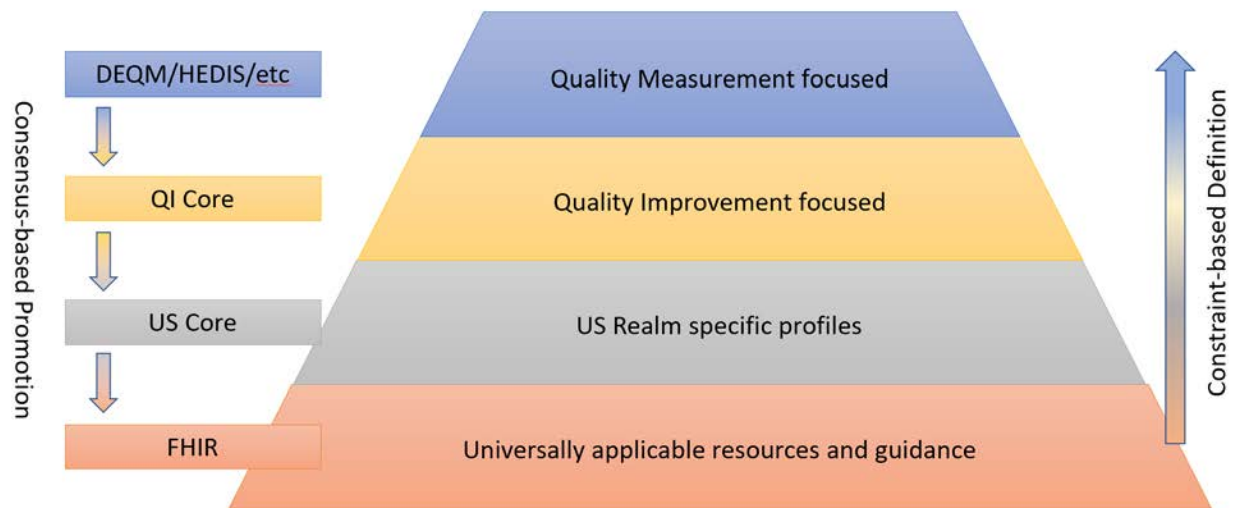 Consensus-based Promotion
DEQM/HEDIS/etc
Quality Measurement focused
QI Core
Quality Improvement focused
US Core
US Realm specific profiles
FHIR
Universally applicable resources and guidance
Constraint-based Definition